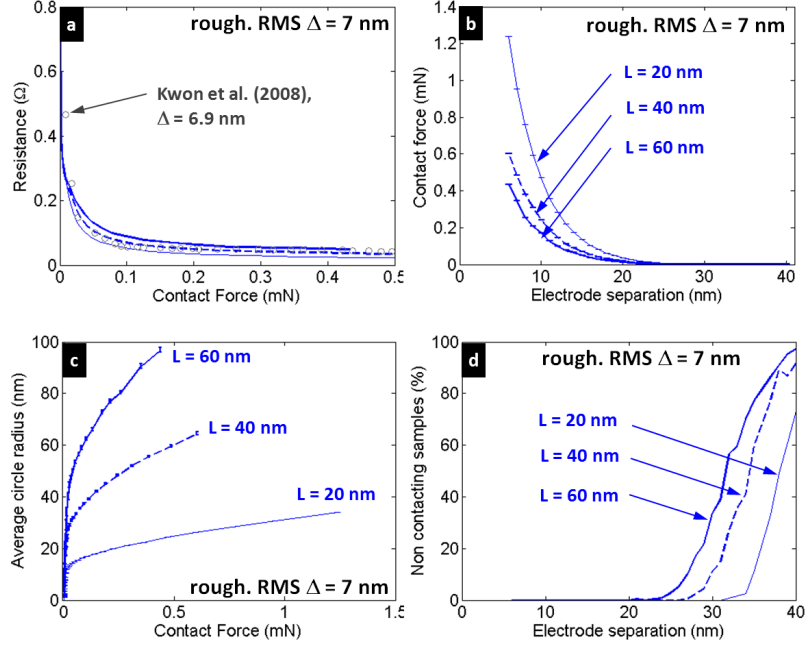 a
rough. RMS Δ = 7 nm
Kwon et al. (2008),
Δ = 6.9 nm
Resistance (Ω)
0.8
0.6
0.4
0.2
0
0
0.1
0.2
0.3
0.4
0.5
Contact Force (mN)
b
rough. RMS Δ = 7 nm
L = 20 nm
L = 40 nm
L = 60 nm
Contact force (mN)
1.4
1.2
1
0.8
0.6
0.4
0.2
0
0
10
20
30
40
Electrode separation (nm)
c
L = 60 nm
L = 40 nm
L = 20 nm
rough. RMS Δ = 7 nm
Average circle radius (nm)
100
80
60
40
20
0
0
0.5
1
1.5
Contact Force (mN)
d
rough. RMS Δ = 7 nm
L = 20 nm
L = 40 nm
L = 60 nm
Non contacting samples (%)
100
80
60
40
20
0
0
10
20
30
40
Electrode separation (nm)